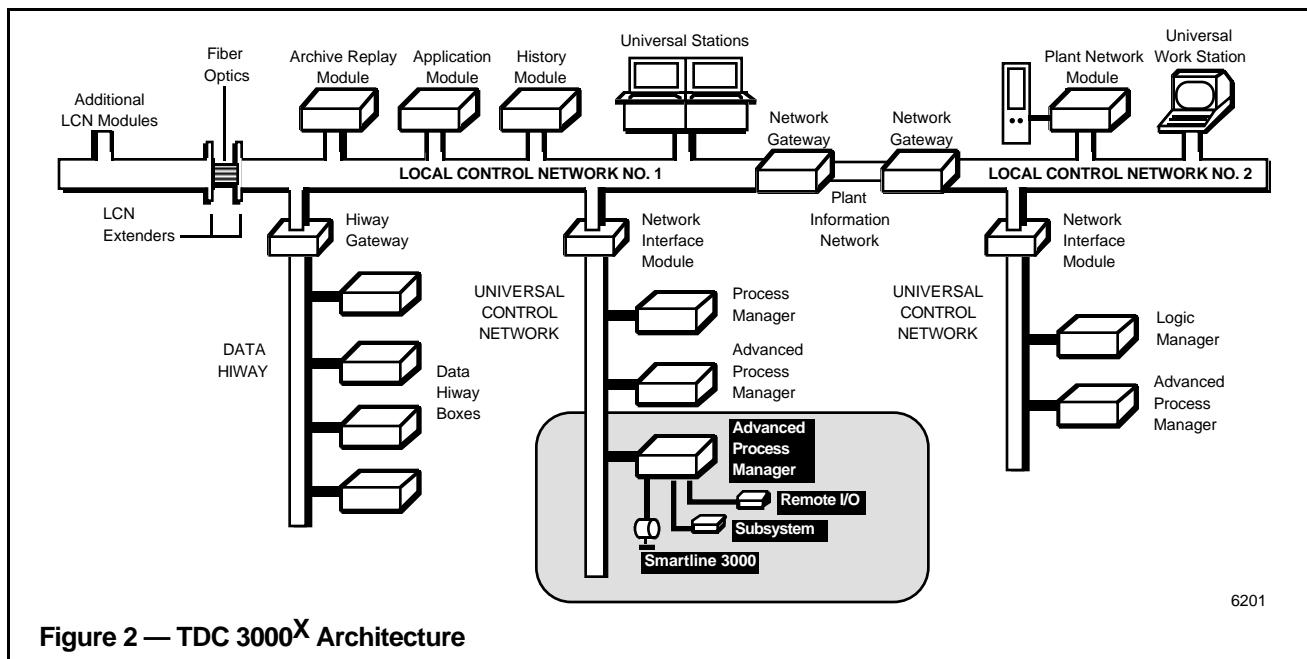 Fiber
Optics
Archive Replay
Module
Application
Module
History
Module
Universal Stations
Plant Network
Module
Universal
Work Station
Additional
LCN Modules
Network
Gateway
Network
Gateway
LOCAL CONTROL NETWORK NO. 1
LOCAL CONTROL NETWORK NO. 2
LCN
Extenders
Hiway
Gateway
Network
Interface
Module
Plant
Information
Network
Network
Interface
Module
DATA
HIWAY
Data
Hiway
Boxes
UNIVERSAL
CONTROL
NETWORK
Process
Manager
Advanced
Process
Manager
Advanced
Process
Manager
Remote I/O
Subsystem
Smartline 3000
UNIVERSAL
CONTROL
NETWORK
Logic
Manager
Advanced
Process
Manager
6201
Figure 2 — TDC 3000X Architecture